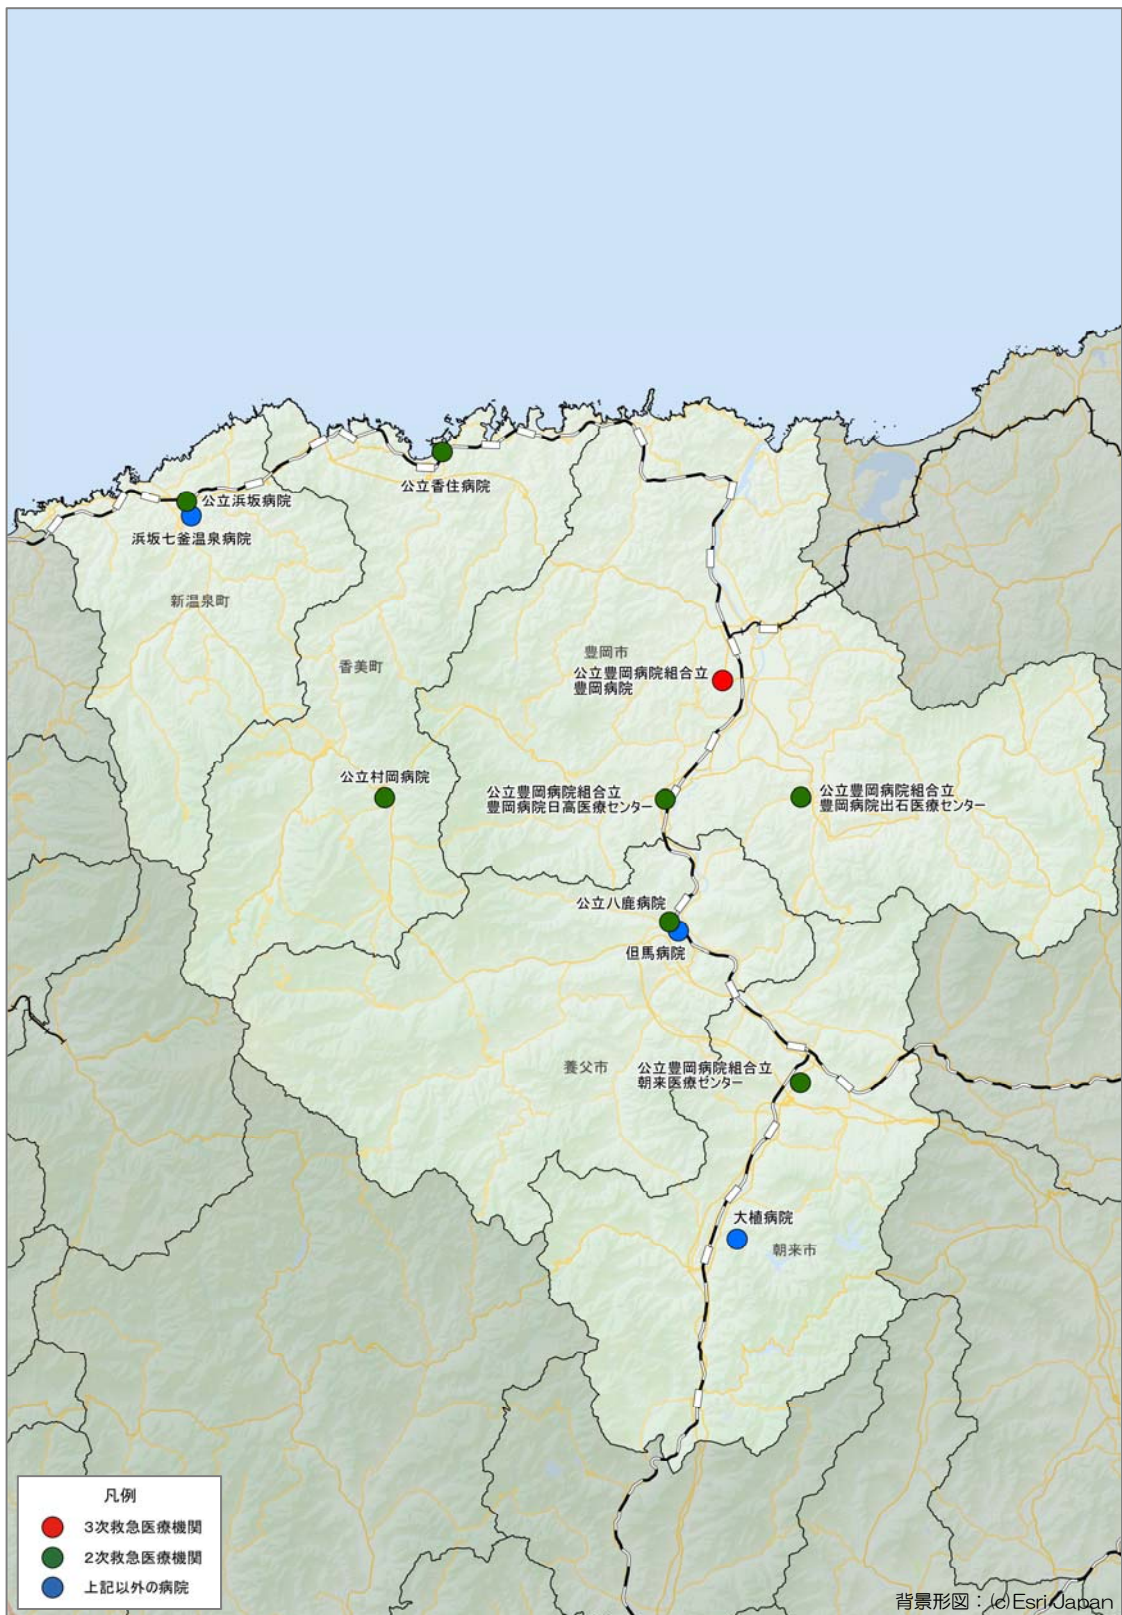 公立香住病院
公立浜坂病院
浜坂七釜温泉病院
新温泉町
豊岡市
香美町
公立豊岡病院組合立
豊岡病院
公立村岡病院
公立豊岡病院組合立
豊岡病院日高医療センター
公立豊岡病院組合立
豊岡病院出石医療センター
公立八鹿病院
但馬病院
養父市
公立豊岡病院組合立
朝来医療センター
大植病院
朝来市
凡例
3次救急医療機関
2次救急医療機関
上記以外の病院
背景形図：(c)Esri Japan